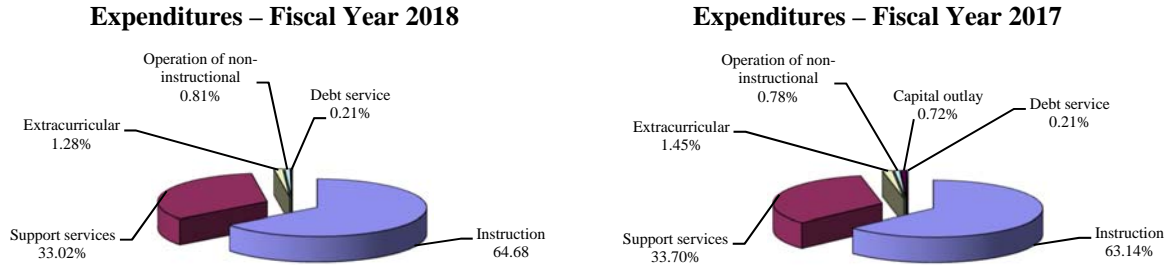 Expenditures – Fiscal Year 2018
Operation of non-
instructional
0.81%
Debt service
0.21%
Extracurricular
1.28%
Support services
33.02%
Instruction
64.68
Expenditures – Fiscal Year 2017
Operation of non-
instructional
0.78%
Capital outlay
0.72%
Debt service
0.21%
Extracurricular
1.45%
Support services
33.70%
Instruction
63.14%